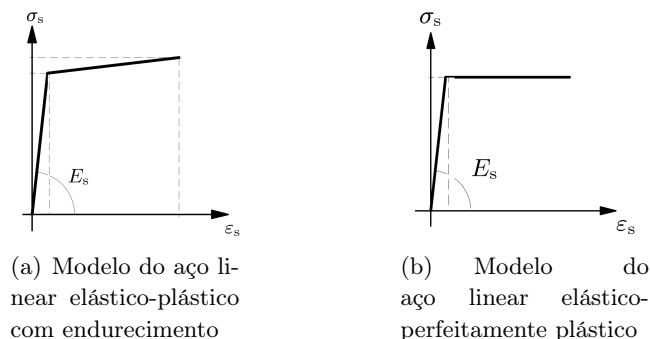 σs
Es
εs
(a) Modelo do aço li-
near elástico-plástico
com endurecimento
σs
Es
εs
(b) Modelo do
aço linear elástico-
perfeitamente plástico